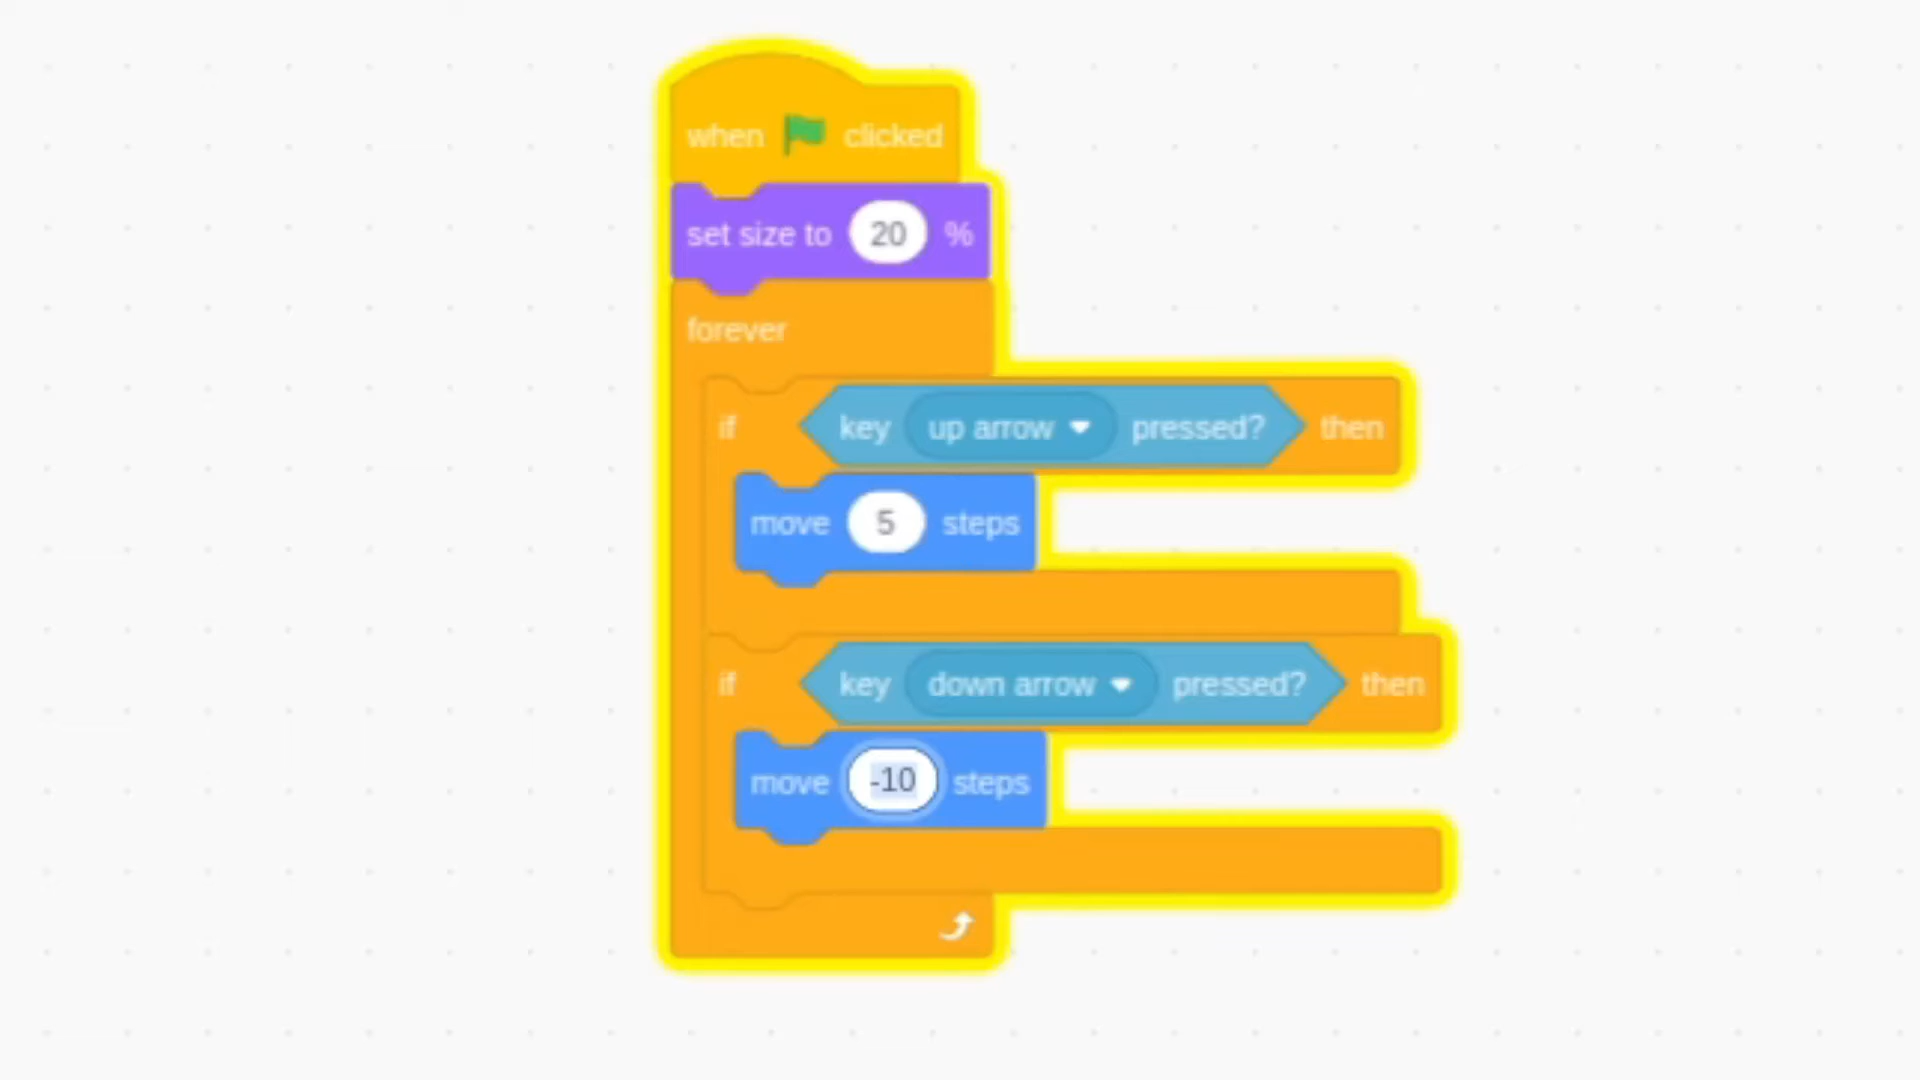 when clicked
set size to 20 %
forever
if key up arrow pressed? then
move 5 steps
if key down arrow pressed? then
move -10 steps